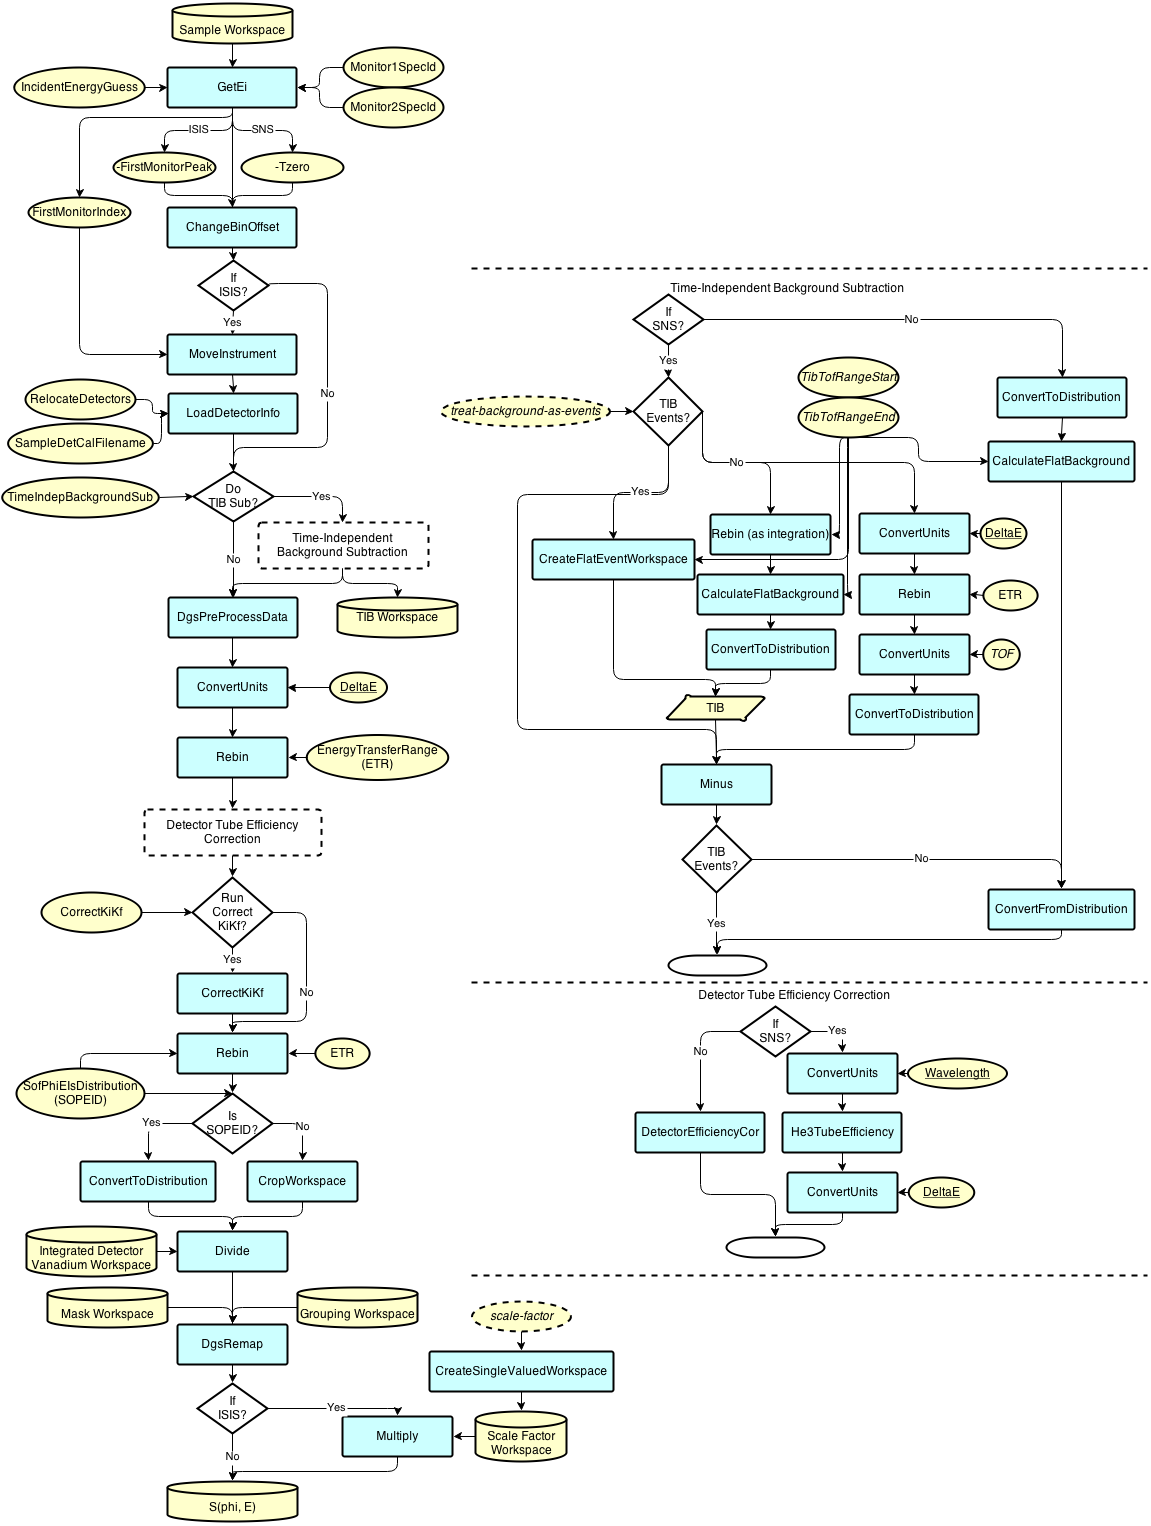 Sample Workspace
IncidentEnergyGuess
GetEi
Monitor1SpecId
Monitor2SpecId
ISIS
SNS
-FirstMonitorPeak
-Tzero
FirstMonitorIndex
ChangeBinOffset
If
ISIS?
Yes
No
MoveInstrument
RelocateDetectors
LoadDetectorInfo
SampleDetCalFilename
TimeIndepBackgroundSub
Do
TIB Sub?
Yes
Time-Independent
Background Subtraction
No
DgsPreProcessData
TIB Workspace
ConvertUnits
DeltaE
Rebin
EnergyTransferRange
(ETR)
Detector Tube Efficiency
Correction
CorrectKiKf
Run
Correct
KiKf?
Yes
No
CorrectKiKf
Rebin
ETR
SofPhiEIsDistribution
(SOPEID)
Is
SOPEID?
Yes
No
ConvertToDistribution
CropWorkspace
Integrated Detector
Vanadium Workspace
Divide
Mask Workspace
Grouping Workspace
DgsRemap
If
ISIS?
Yes
No
Multiply
scale-factor
CreateSingleValuedWorkspace
Scale Factor
Workspace
S(phi, E)
Time-Independent Background Subtraction
If
SNS?
No
Yes
treat-background-as-events
TIB
Events?
TibTofRangeStart
TibTofRangeEnd
ConvertToDistribution
CalculateFlatBackground
No
Yes
CreateFlatEventWorkspace
Rebin (as integration)
CalculateFlatBackground
ConvertToDistribution
ConvertUnits
DeltaE
Rebin
ETR
ConvertUnits
TOF
ConvertToDistribution
TIB
Minus
TIB
Events?
No
Yes
ConvertFromDistribution
Detector Tube Efficiency Correction
If
SNS?
Yes
No
ConvertUnits
Wavelength
DetectorEfficiencyCor
He3TubeEfficiency
ConvertUnits
DeltaE